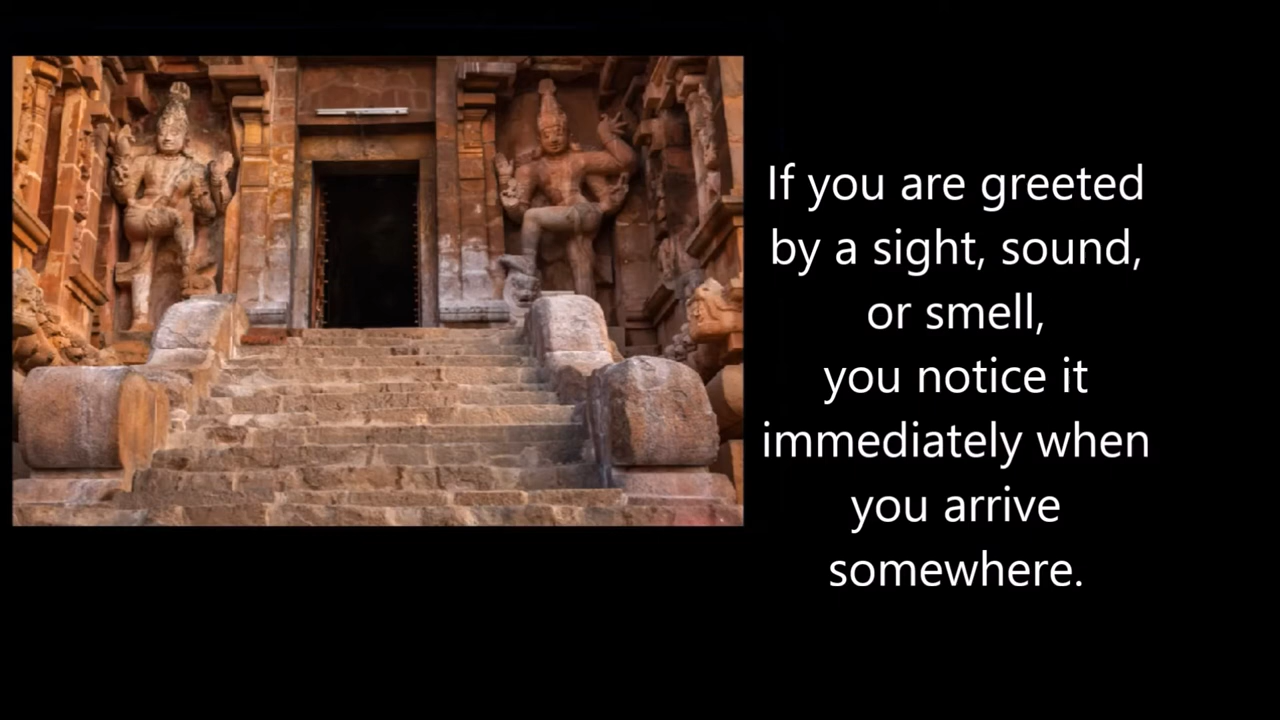 If you are greeted
by a sight, sound,
or smell,
you notice it
immediately when
you arrive
somewhere.